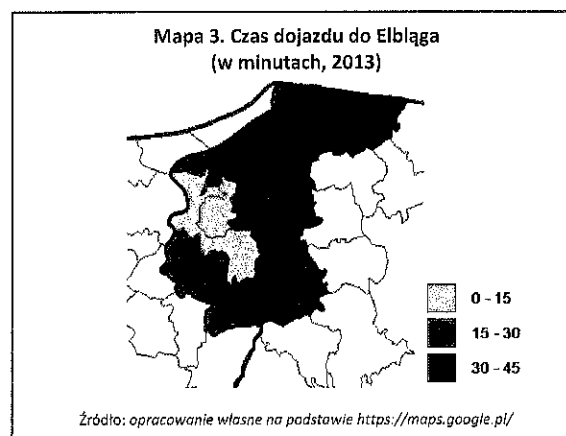 Mapa 3. Czas dojazdu do Elbląga
(w minutach, 2013)
0 - 15
15 - 30
30 - 45
Źródło: opracowanie własne na podstawie https://maps.google.pl/